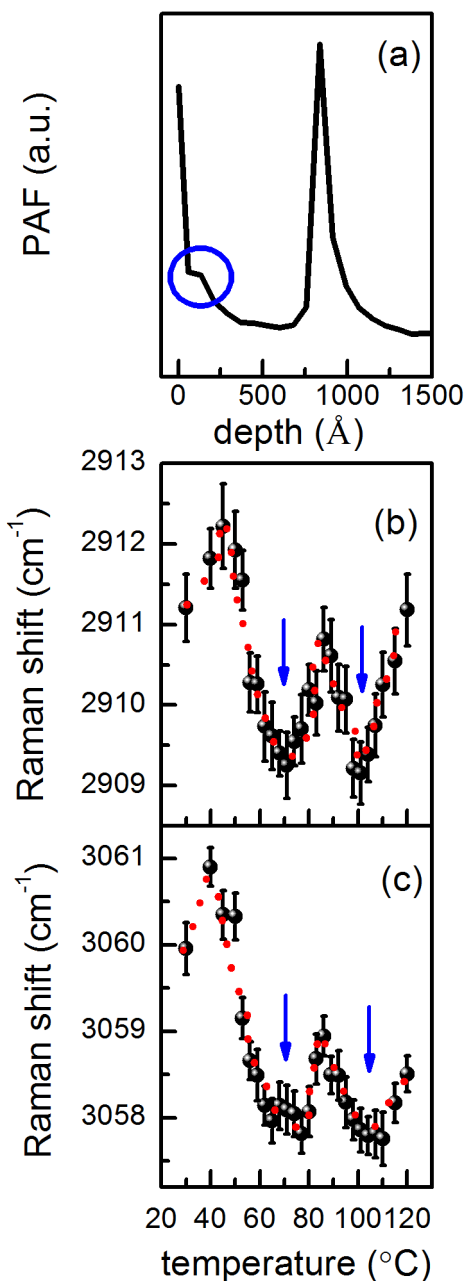 (a)
PAF (a.u.)
0 500 1000 1500
depth (Å)
2913
2912
2911
2910
2909
Raman shift (cm⁻¹)
(b)
3061
3060
3059
3058
Raman shift (cm⁻¹)
(c)
20 40 60 80 100 120
temperature (°C)